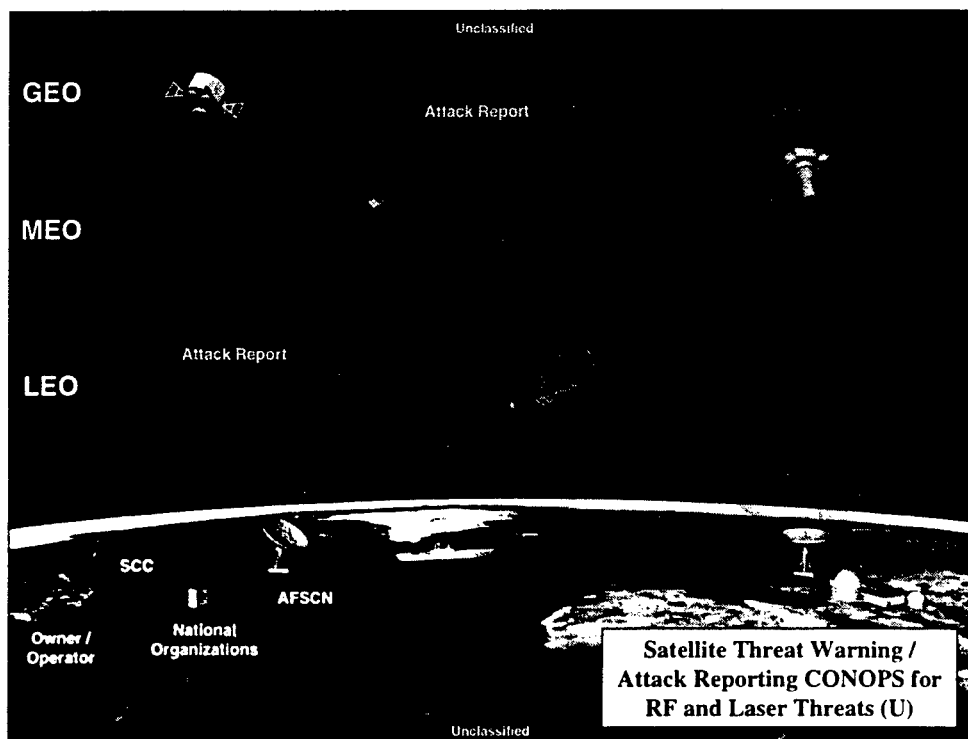 Unclassified
GEO
Attack Report
MEO
Attack Report
LEO
SCC
AFSCN
Owner /
Operator
National
Organizations
Satellite Threat Warning /
Attack Reporting CONOPS for
RF and Laser Threats (U)
Unclassified